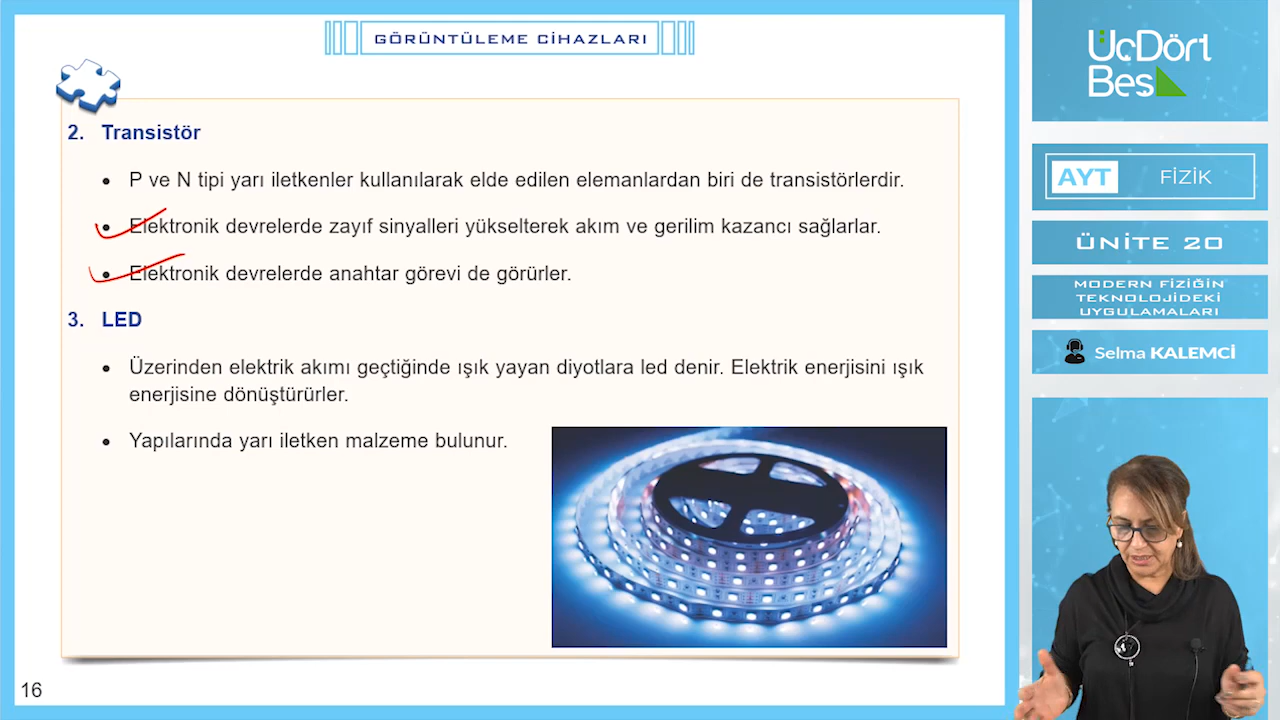 GÖRÜNTÜLEME CİHAZLARI
2. Transistör
• P ve N tipi yarı iletkenler kullanılarak elde edilen elemanlardan biri de transistörlerdir.
• Elektronik devrelerde zayıf sinyalleri yükselterek akım ve gerilim kazancı sağlarlar.
• Elektronik devrelerde anahtar görevi de görürler.
3. LED
• Üzerinden elektrik akımı geçtiğinde ışık yayan diyotlara led denir. Elektrik enerjisini ışık
enerjisine dönüştürürler.
• Yapılarında yarı iletken malzeme bulunur.
16
ÜçDört
Beş
AYT FİZİK
ÜNİTE 20
MODERN FİZİĞİN
TEKNOLOJİDEKİ
UYGULAMALARI
Selma KALEMCİ